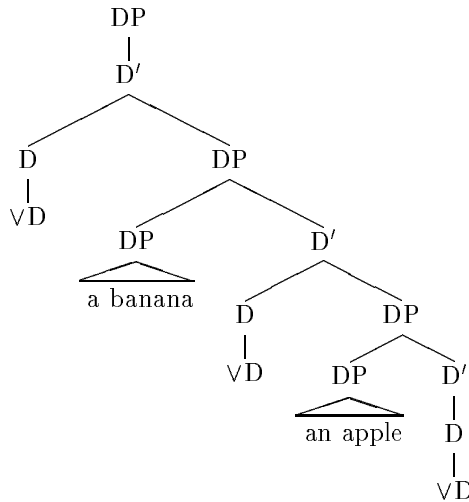 DP
D′
D DP
∨D
DP D′
a banana
D DP
∨D DP D′
an apple D
∨D